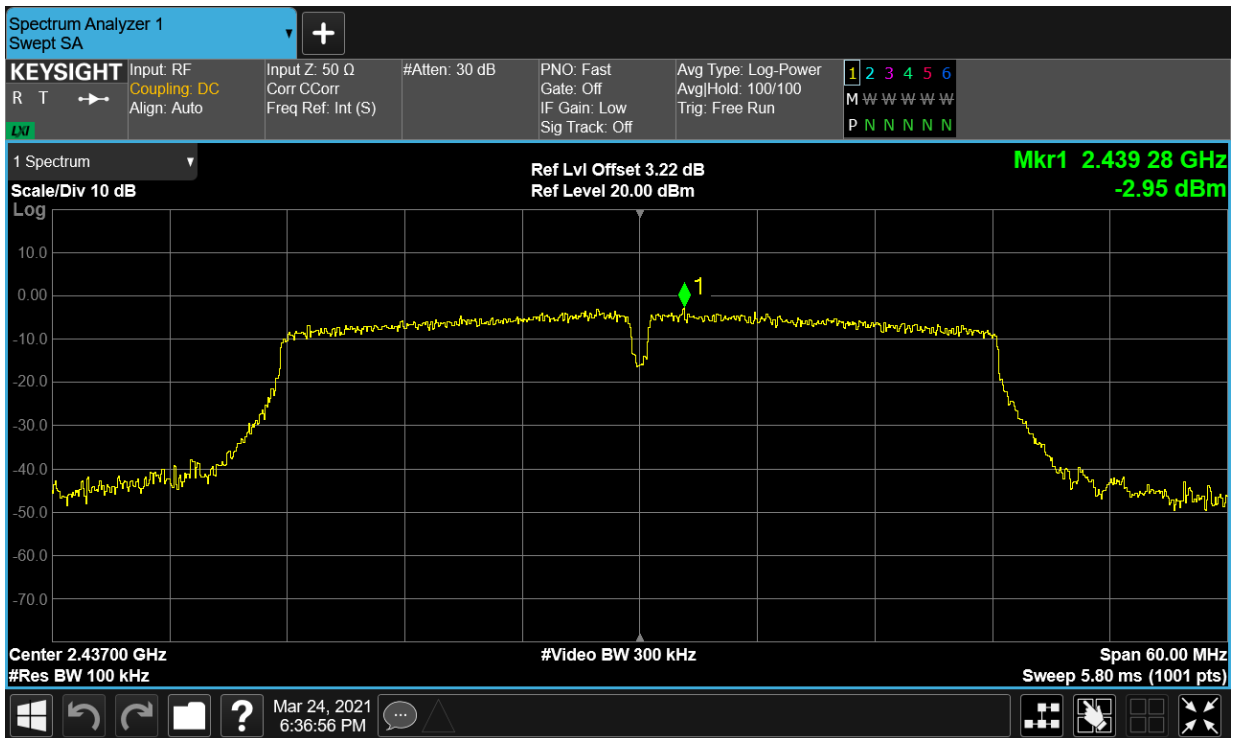 Spectrum Analyzer 1
Swept SA
KEYSIGHT
R T
LXI
Input: RF
Coupling: DC
Align: Auto
Input Z: 50 Ω
Corr CCorr
Freq Ref: Int (S)
#Atten: 30 dB
PNO: Fast
Gate: Off
IF Gain: Low
Sig Track: Off
Avg Type: Log-Power
Avg|Hold: 100/100
Trig: Free Run
1 2 3 4 5 6
M W W W W W
P N N N N N
1 Spectrum
Scale/Div 10 dB
Log
Ref Lvl Offset 3.22 dB
Ref Level 20.00 dBm
Mkr1 2.439 28 GHz
-2.95 dBm
10.0
0.00
-10.0
-20.0
-30.0
-40.0
-50.0
-60.0
-70.0
1
Center 2.43700 GHz
#Res BW 100 kHz
#Video BW 300 kHz
Span 60.00 MHz
Sweep 5.80 ms (1001 pts)
?
Mar 24, 2021
6:36:56 PM